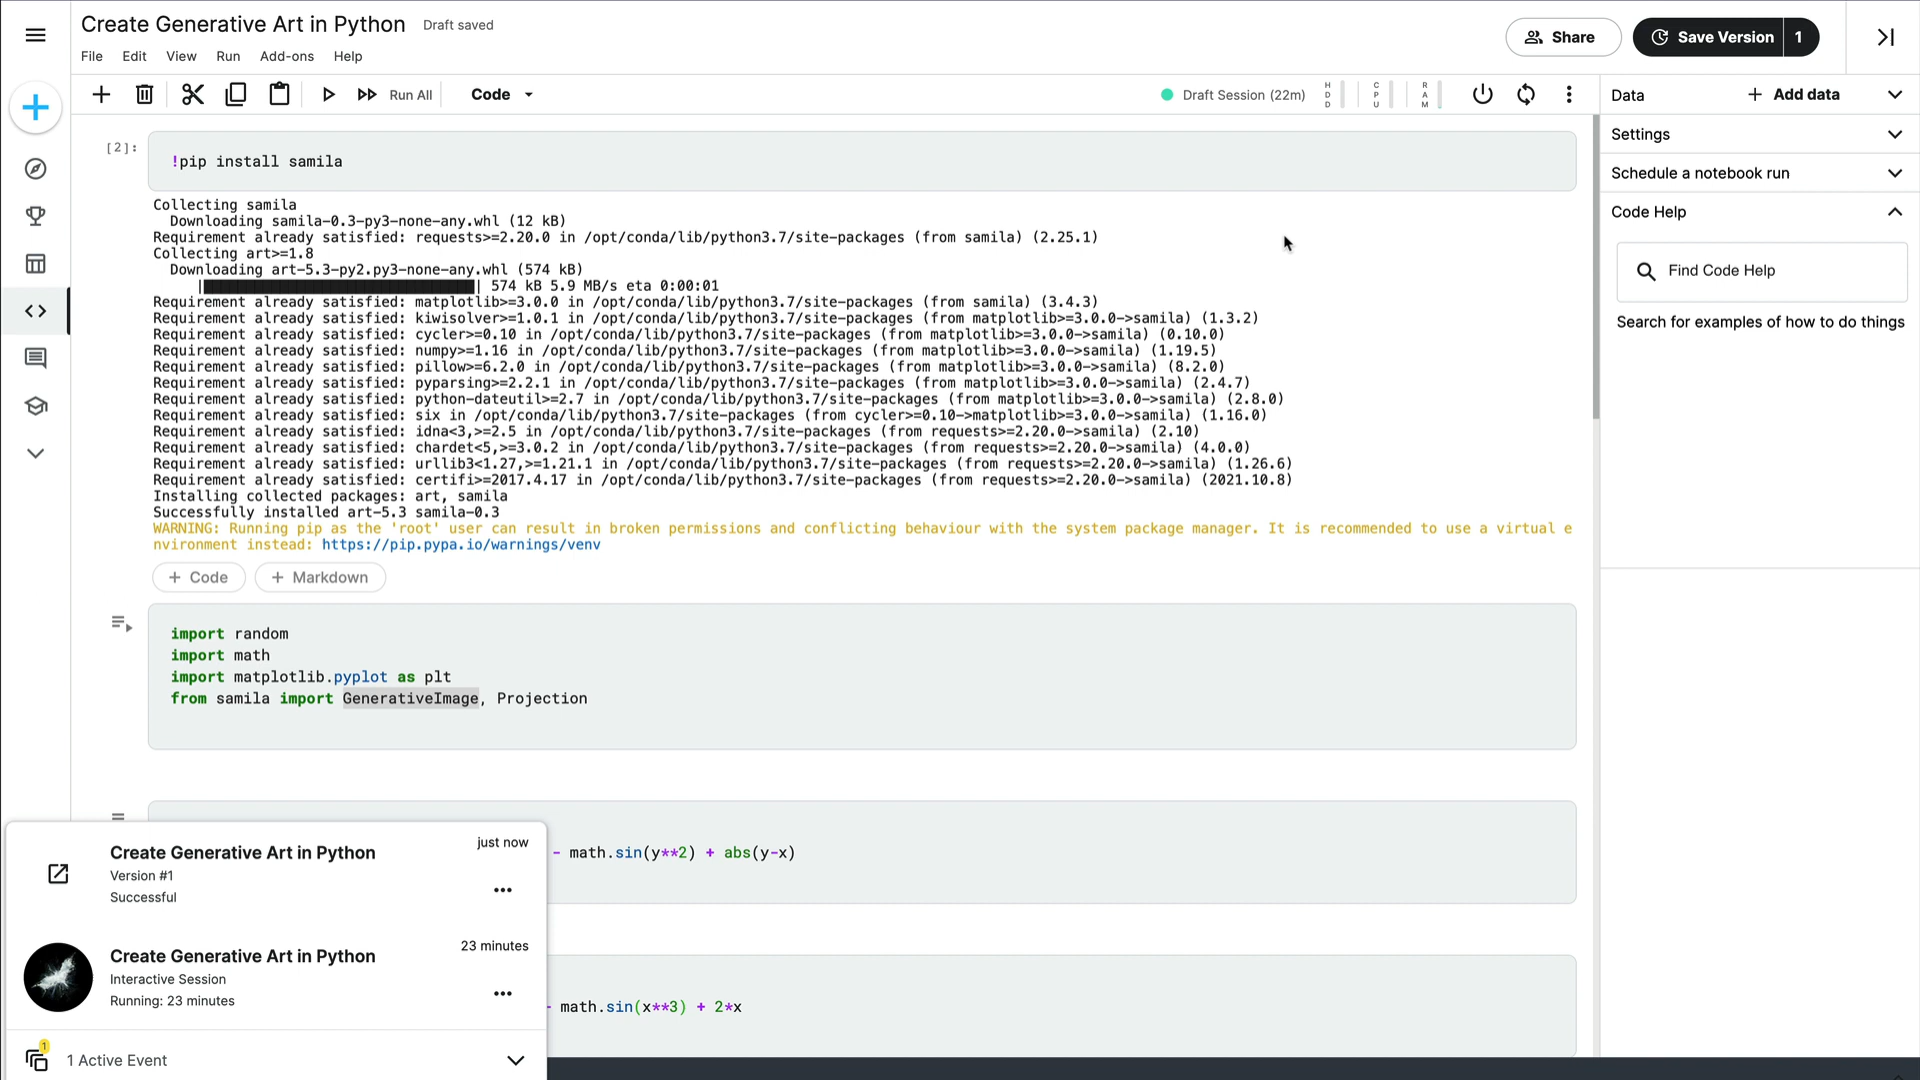 Create Generative Art in Python Draft saved
File Edit View Run Add-ons Help
Share
Save Version 1
Run All
Code
Draft Session (22m)
HDD
CPU
RAM
Data
Add data
Settings
Schedule a notebook run
Code Help
Find Code Help
Search for examples of how to do things
[2]:
!pip install samila
Collecting samila
Downloading samila-0.3-py3-none-any.whl (12 kB)
Requirement already satisfied: requests>=2.20.0 in /opt/conda/lib/python3.7/site-packages (from samila) (2.25.1)
Collecting art>=1.8
Downloading art-5.3-py2.py3-none-any.whl (574 kB)
|████████████████████████████████| 574 kB 5.9 MB/s eta 0:00:01
Requirement already satisfied: matplotlib>=3.0.0 in /opt/conda/lib/python3.7/site-packages (from samila) (3.4.3)
Requirement already satisfied: kiwisolver>=1.0.1 in /opt/conda/lib/python3.7/site-packages (from matplotlib>=3.0.0->samila) (1.3.2)
Requirement already satisfied: cycler>=0.10 in /opt/conda/lib/python3.7/site-packages (from matplotlib>=3.0.0->samila) (0.10.0)
Requirement already satisfied: numpy>=1.16 in /opt/conda/lib/python3.7/site-packages (from matplotlib>=3.0.0->samila) (1.19.5)
Requirement already satisfied: pillow>=6.2.0 in /opt/conda/lib/python3.7/site-packages (from matplotlib>=3.0.0->samila) (8.2.0)
Requirement already satisfied: pyparsing>=2.2.1 in /opt/conda/lib/python3.7/site-packages (from matplotlib>=3.0.0->samila) (2.4.7)
Requirement already satisfied: python-dateutil>=2.7 in /opt/conda/lib/python3.7/site-packages (from matplotlib>=3.0.0->samila) (2.8.0)
Requirement already satisfied: six in /opt/conda/lib/python3.7/site-packages (from cycler>=0.10->matplotlib>=3.0.0->samila) (1.16.0)
Requirement already satisfied: idna<3,>=2.5 in /opt/conda/lib/python3.7/site-packages (from requests>=2.20.0->samila) (2.10)
Requirement already satisfied: chardet<5,>=3.0.2 in /opt/conda/lib/python3.7/site-packages (from requests>=2.20.0->samila) (4.0.0)
Requirement already satisfied: urllib3<1.27,>=1.21.1 in /opt/conda/lib/python3.7/site-packages (from requests>=2.20.0->samila) (1.26.6)
Requirement already satisfied: certifi>=2017.4.17 in /opt/conda/lib/python3.7/site-packages (from requests>=2.20.0->samila) (2021.10.8)
Installing collected packages: art, samila
Successfully installed art-5.3 samila-0.3
WARNING: Running pip as the 'root' user can result in broken permissions and conflicting behaviour with the system package manager. It is recommended to use a virtual e
nvironment instead: https://pip.pypa.io/warnings/venv
+ Code + Markdown
import random
import math
import matplotlib.pyplot as plt
from samila import GenerativeImage, Projection
- math.sin(y**2) + abs(y-x)
- math.sin(x**3) + 2*x
just now
Create Generative Art in Python
Version #1
Successful
23 minutes
Create Generative Art in Python
Interactive Session
Running: 23 minutes
1
1 Active Event